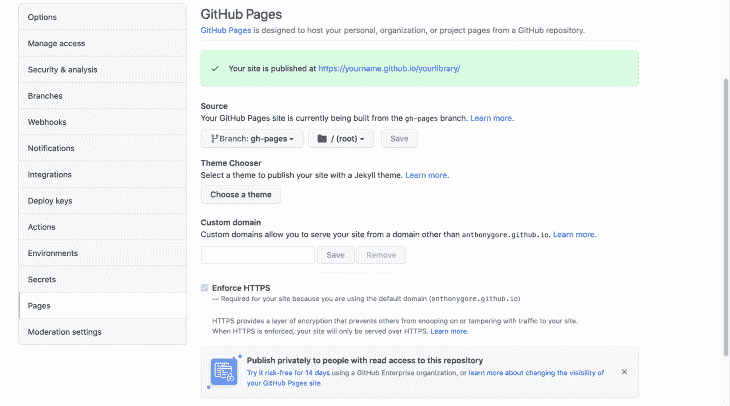 Options
Manage access
Security & analysis
Branches
Webhooks
Notifications
Integrations
Deploy keys
Actions
Environments
Secrets
Pages
Moderation settings
GitHub Pages
GitHub Pages is designed to host your personal, organization, or project pages from a GitHub repository.
Your site is published at https://yourname.github.io/yourlibrary/
Source
Your GitHub Pages site is currently being built from the gh-pages branch. Learn more.
Branch: gh-pages
/ (root)
Save
Theme Chooser
Select a theme to publish your site with a Jekyll theme. Learn more.
Choose a theme
Custom domain
Custom domains allow you to serve your site from a domain other than anthonygore.github.io. Learn more.
Save
Remove
Enforce HTTPS
— Required for your site because you are using the default domain (anthonygore.github.io)
HTTPS provides a layer of encryption that prevents others from snooping on or tampering with traffic to your site.
When HTTPS is enforced, your site will only be served over HTTPS. Learn more.
Publish privately to people with read access to this repository
Try it risk-free for 14 days using a GitHub Enterprise organization, or learn more about changing the visibility
of your GitHub Pages site.